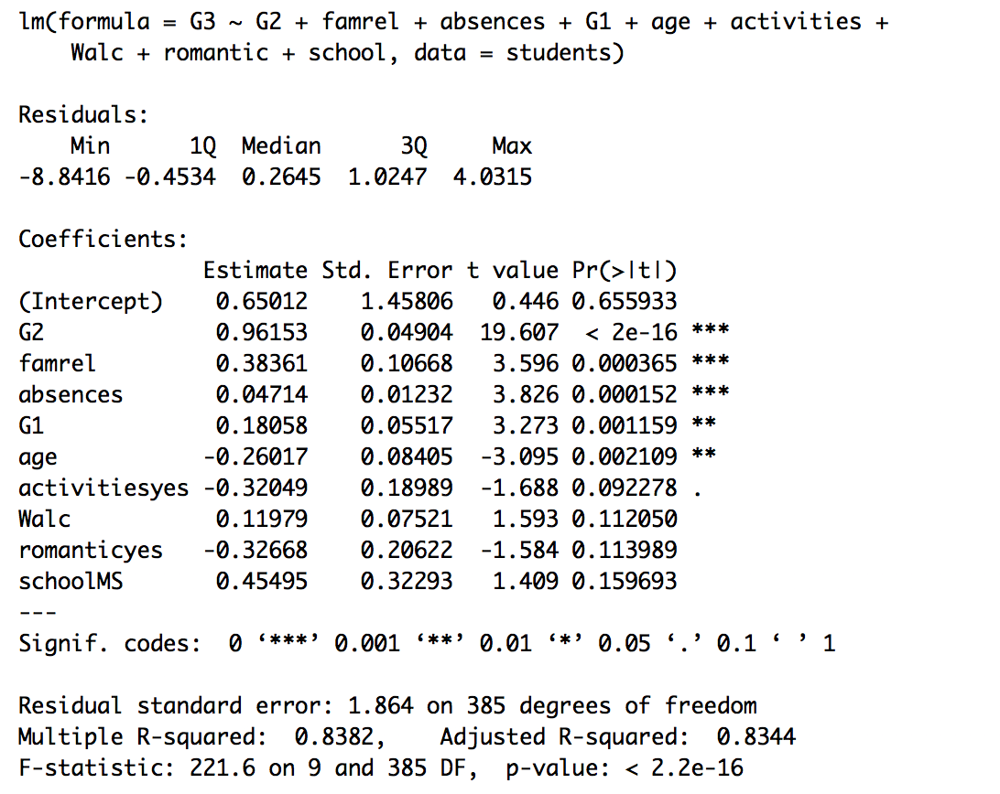 lm(formula = G3 ~ G2 + famrel + absences + G1 + age + activities +
    Walc + romantic + school, data = students)

Residuals:
    Min      1Q  Median      3Q     Max
-8.8416 -0.4534  0.2645  1.0247  4.0315

Coefficients:
              Estimate Std. Error t value Pr(>|t|)
(Intercept)    0.65012    1.45806   0.446 0.655933
G2             0.96153    0.04904  19.607  < 2e-16 ***
famrel         0.38361    0.10668   3.596 0.000365 ***
absences       0.04714    0.01232   3.826 0.000152 ***
G1             0.18058    0.05517   3.273 0.001159 **
age           -0.26017    0.08405  -3.095 0.002109 **
activitiesyes -0.32049    0.18989  -1.688 0.092278 .
Walc           0.11979    0.07521   1.593 0.112050
romanticyes   -0.32668    0.20622  -1.584 0.113989
schoolMS       0.45495    0.32293   1.409 0.159693
---
Signif. codes:  0 ‘***’ 0.001 ‘**’ 0.01 ‘*’ 0.05 ‘.’ 0.1 ‘ ’ 1

Residual standard error: 1.864 on 385 degrees of freedom
Multiple R-squared:  0.8382,    Adjusted R-squared:  0.8344
F-statistic: 221.6 on 9 and 385 DF,  p-value: < 2.2e-16